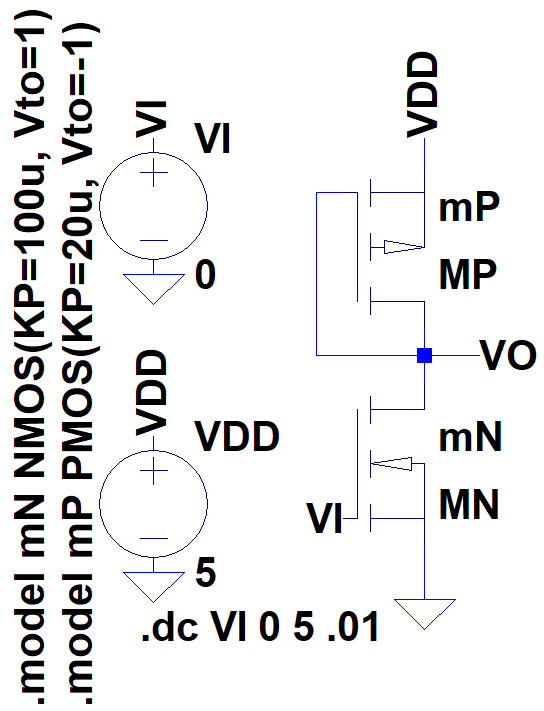 .model mN NMOS(KP=100u, Vto=1)
.model mP PMOS(KP=20u, Vto=-1)
VI
VI
0
VDD
VDD
5
VDD
mP
MP
VO
mN
MN
VI
.dc VI 0 5 .01